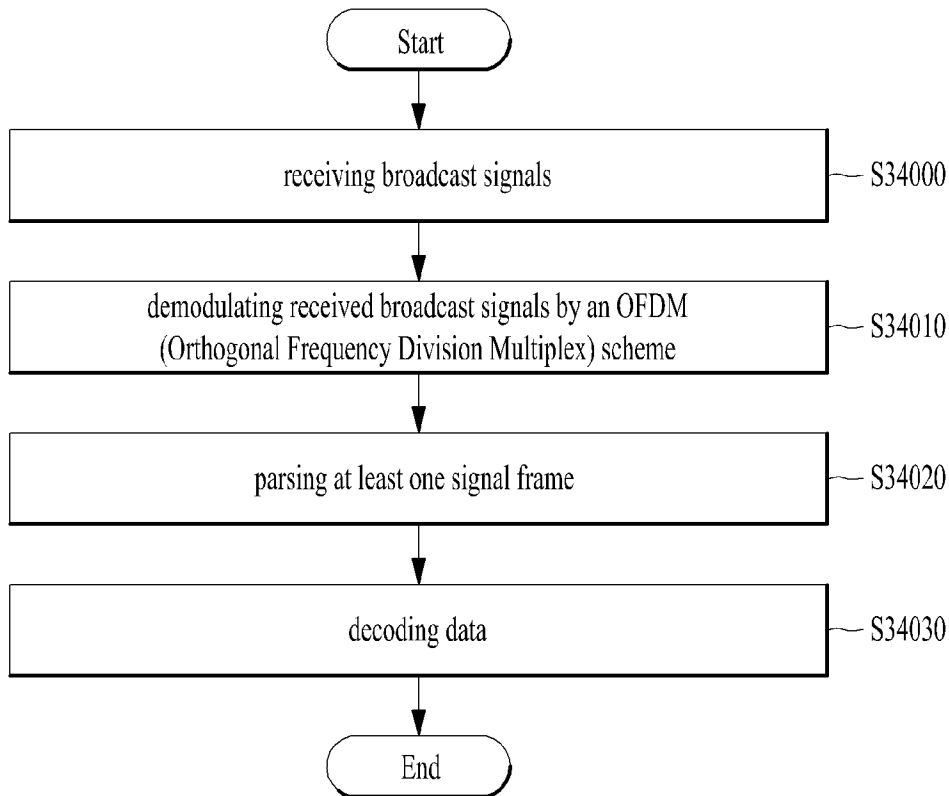 Start
receiving broadcast signals
S34000
demodulating received broadcast signals by an OFDM
(Orthogonal Frequency Division Multiplex) scheme
S34010
parsing at least one signal frame
S34020
decoding data
S34030
End